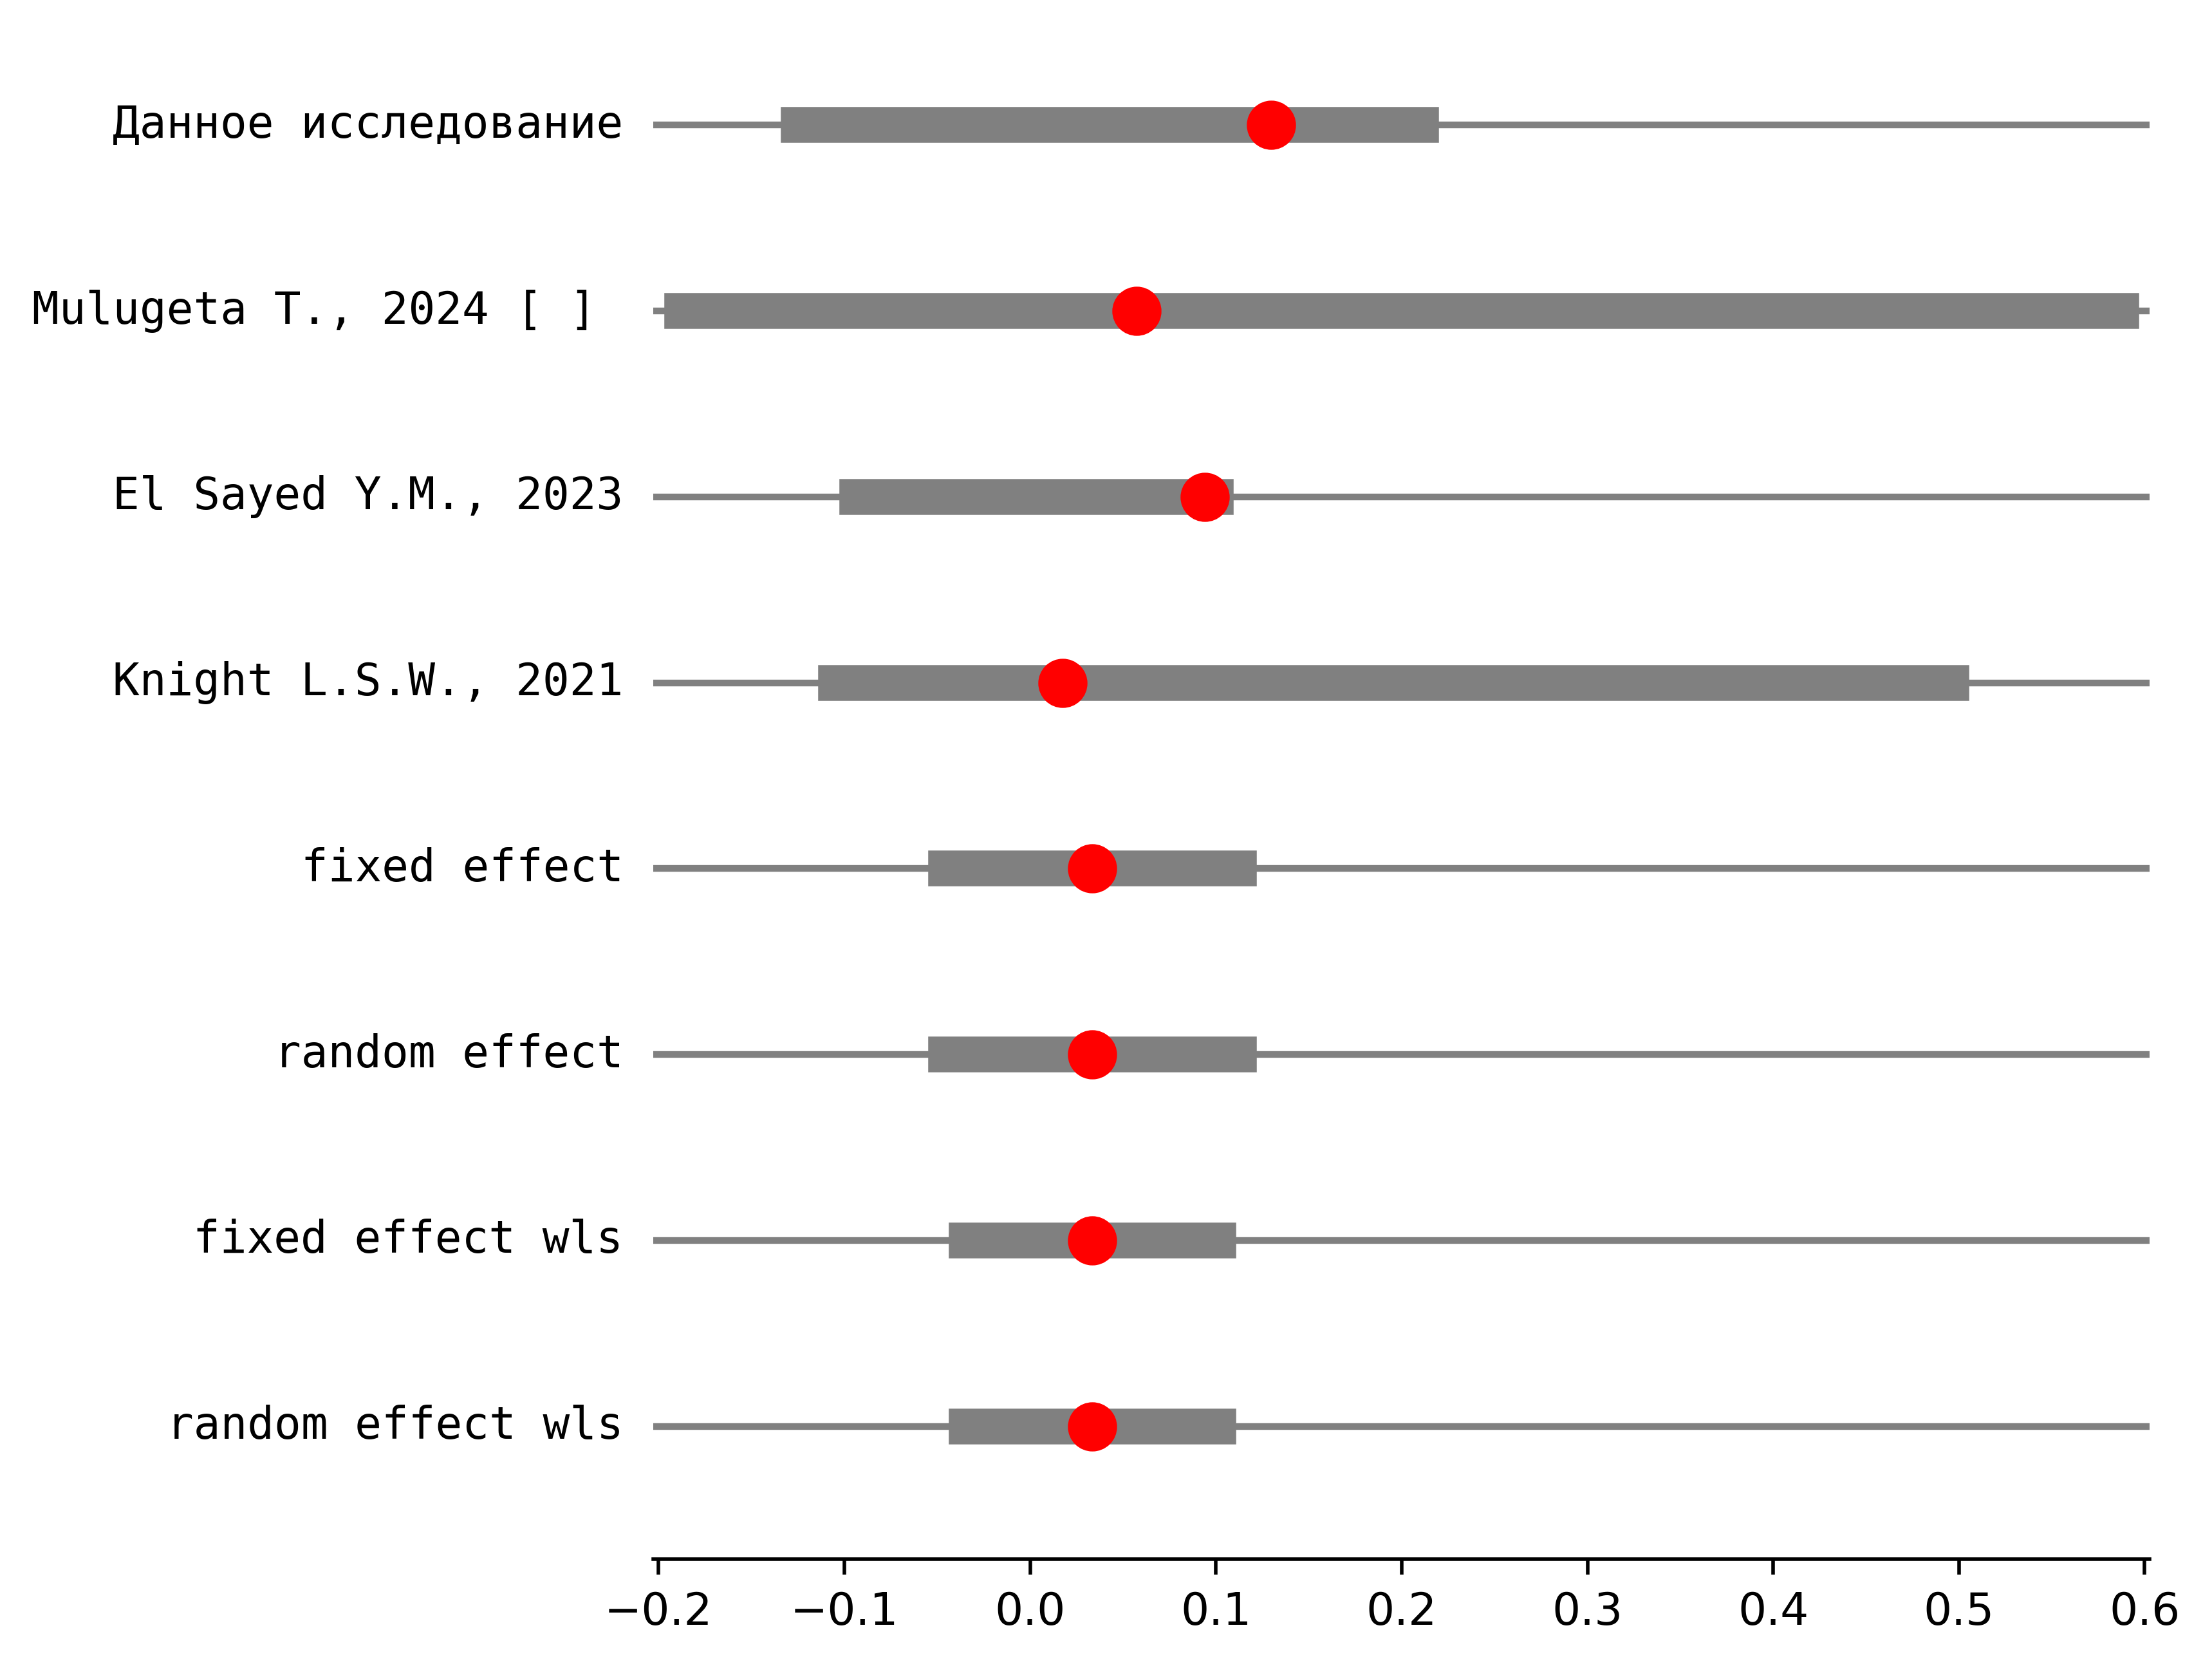 Данное исследование
Mulugeta T., 2024 [ ]
El Sayed Y.M., 2023
Knight L.S.W., 2021
fixed effect
random effect
fixed effect wls
random effect wls
−0.2 −0.1 0.0 0.1 0.2 0.3 0.4 0.5 0.6